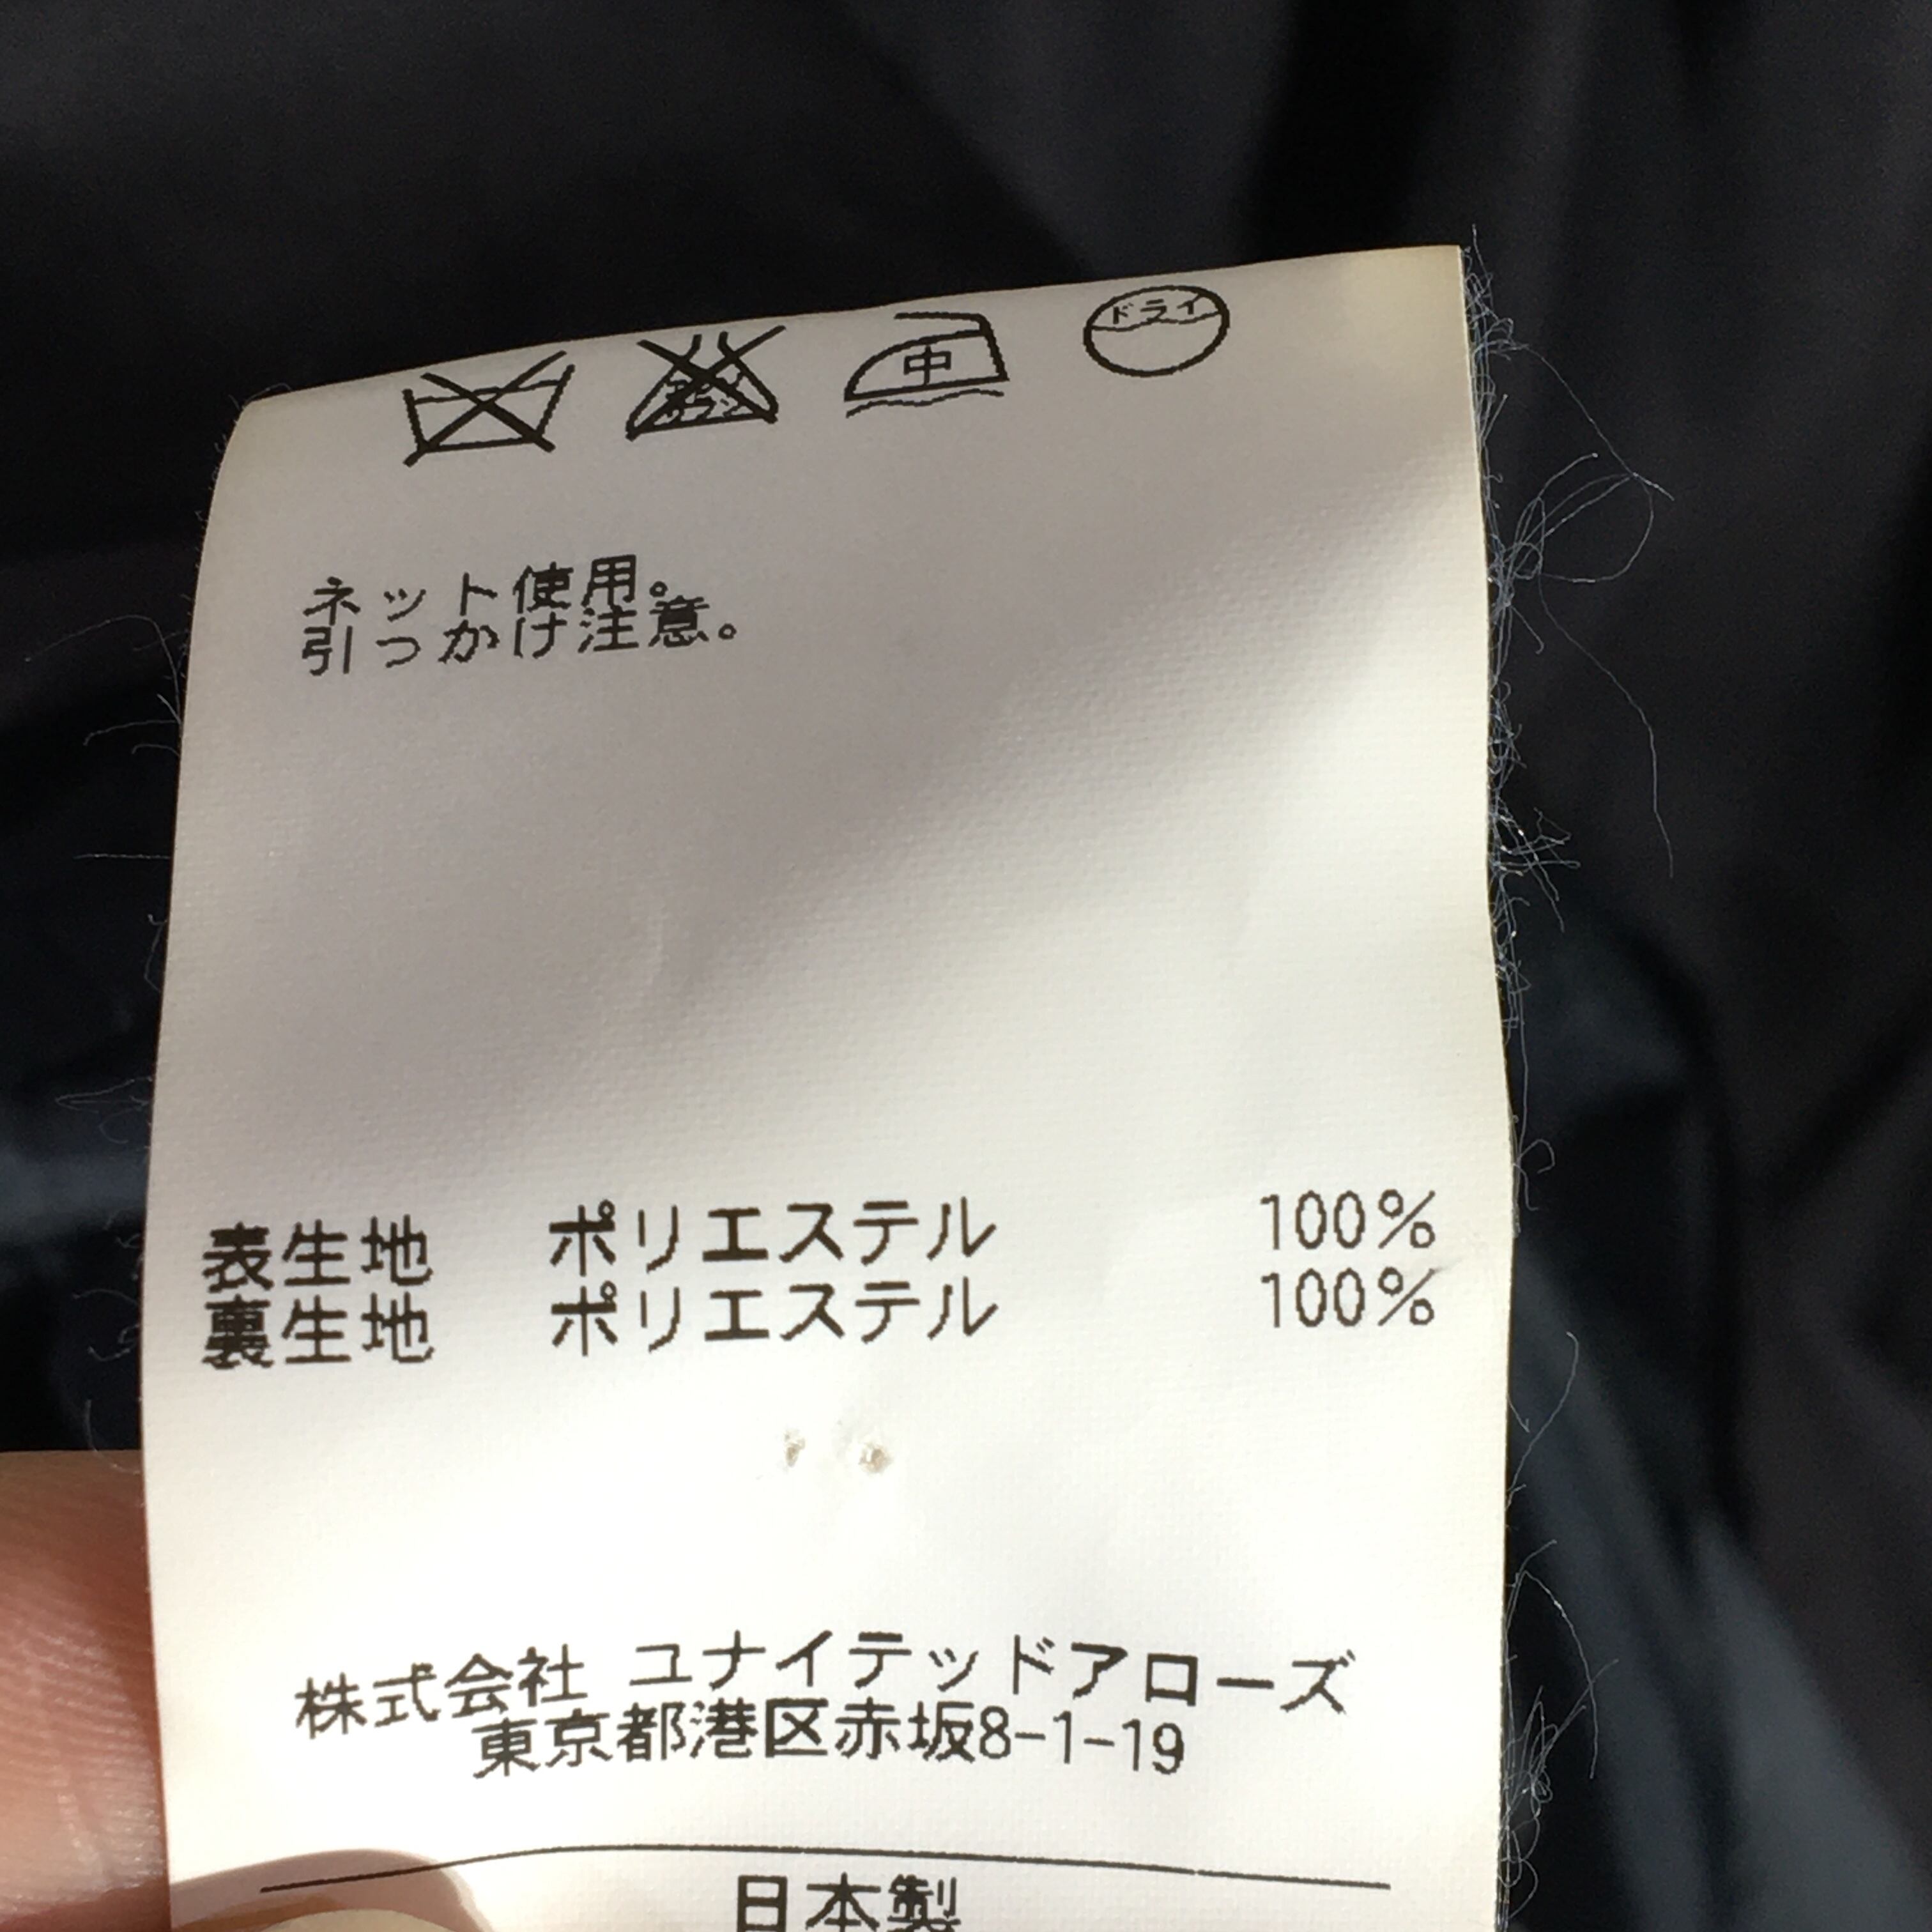 ドライ
中
ネット使用。
引っかけ注意。
表生地 ポリエステル 100%
裏生地 ポリエステル 100%
株式会社 ユナイテッドアローズ
東京都港区赤坂8-1-19
日本製